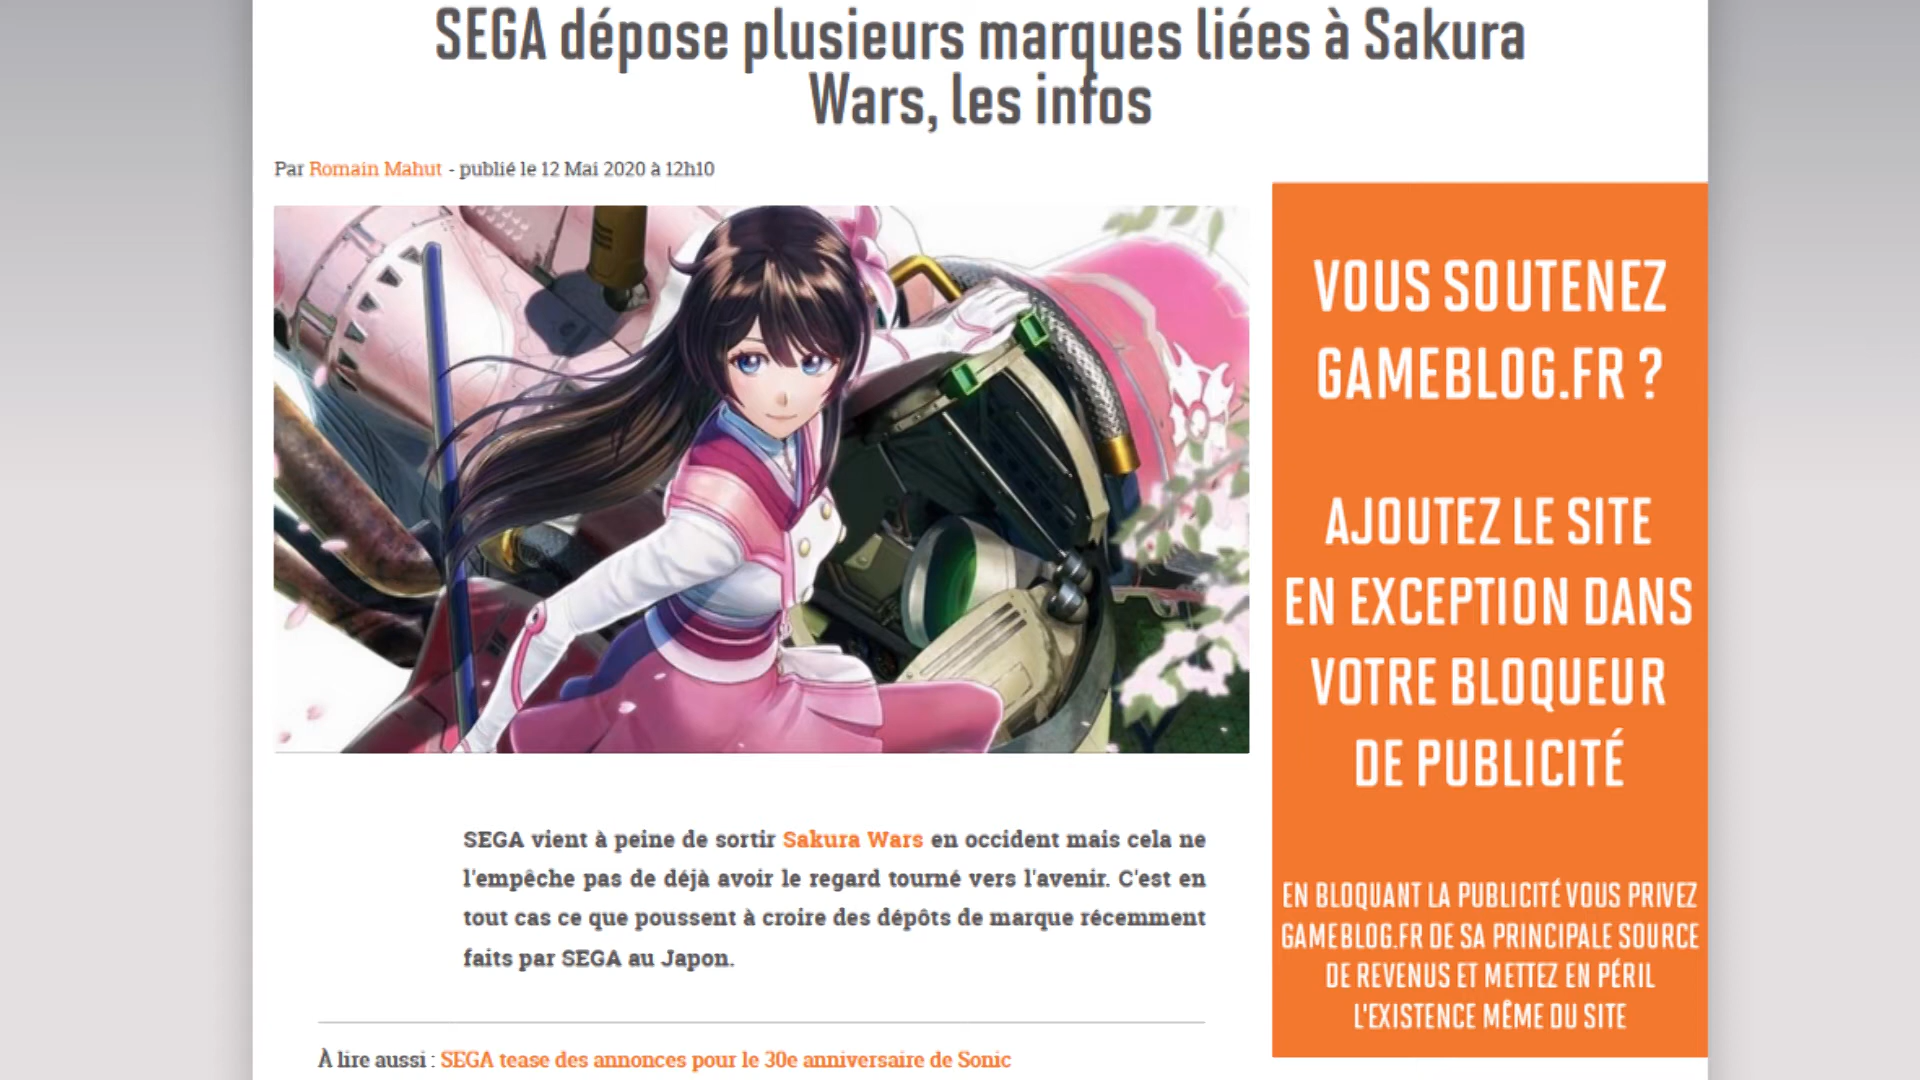 SEGA dépose plusieurs marques liées à Sakura
Wars, les infos
Par Romain Mahut - publié le 12 Mai 2020 à 12h10
VOUS SOUTENEZ
GAMEBLOG.FR ?
AJOUTEZ LE SITE
EN EXCEPTION DANS
VOTRE BLOQUEUR
DE PUBLICITÉ
EN BLOQUANT LA PUBLICITÉ VOUS PRIVEZ
GAMEBLOG.FR DE SA PRINCIPALE SOURCE
DE REVENUS ET METTEZ EN PÉRIL
L'EXISTENCE MÊME DU SITE
SEGA vient à peine de sortir Sakura Wars en occident mais cela ne
l'empêche pas de déjà avoir le regard tourné vers l'avenir. C'est en
tout cas ce que poussent à croire des dépôts de marque récemment
faits par SEGA au Japon.
À lire aussi : SEGA tease des annonces pour le 30e anniversaire de Sonic